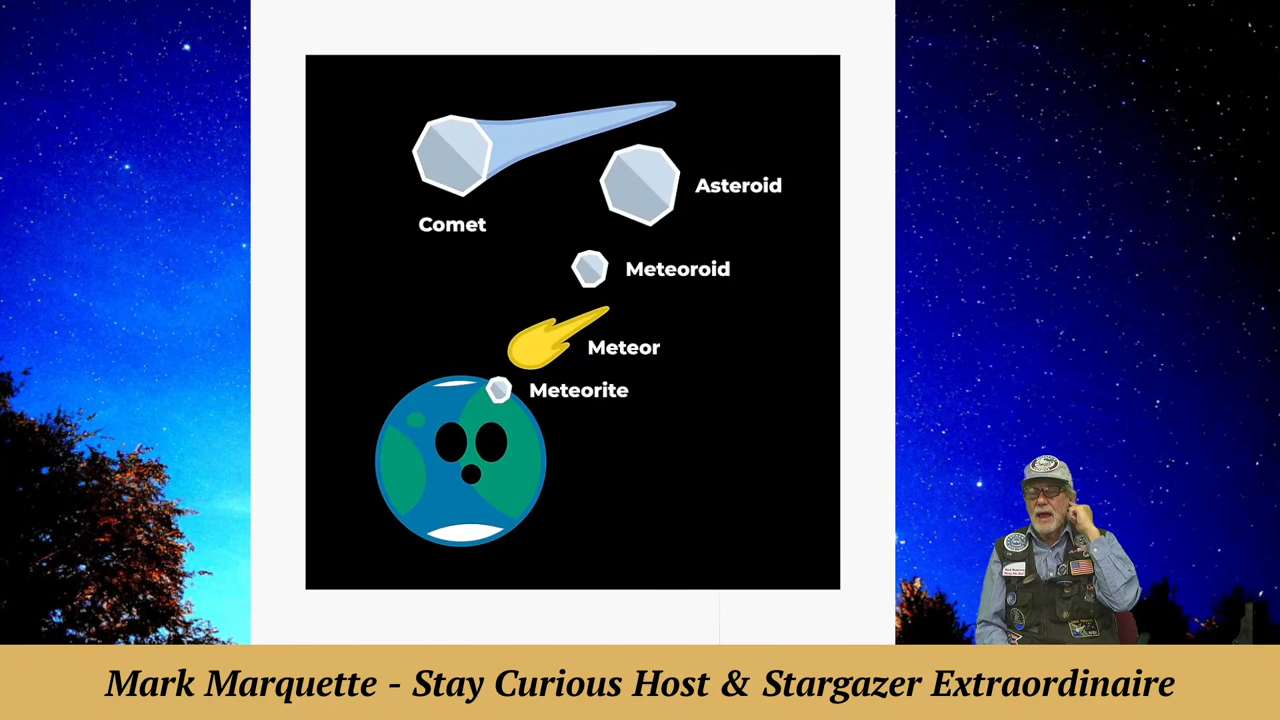 Asteroid
Comet
Meteoroid
Meteor
Meteorite
Mark Marquette - Stay Curious Host & Stargazer Extraordinaire